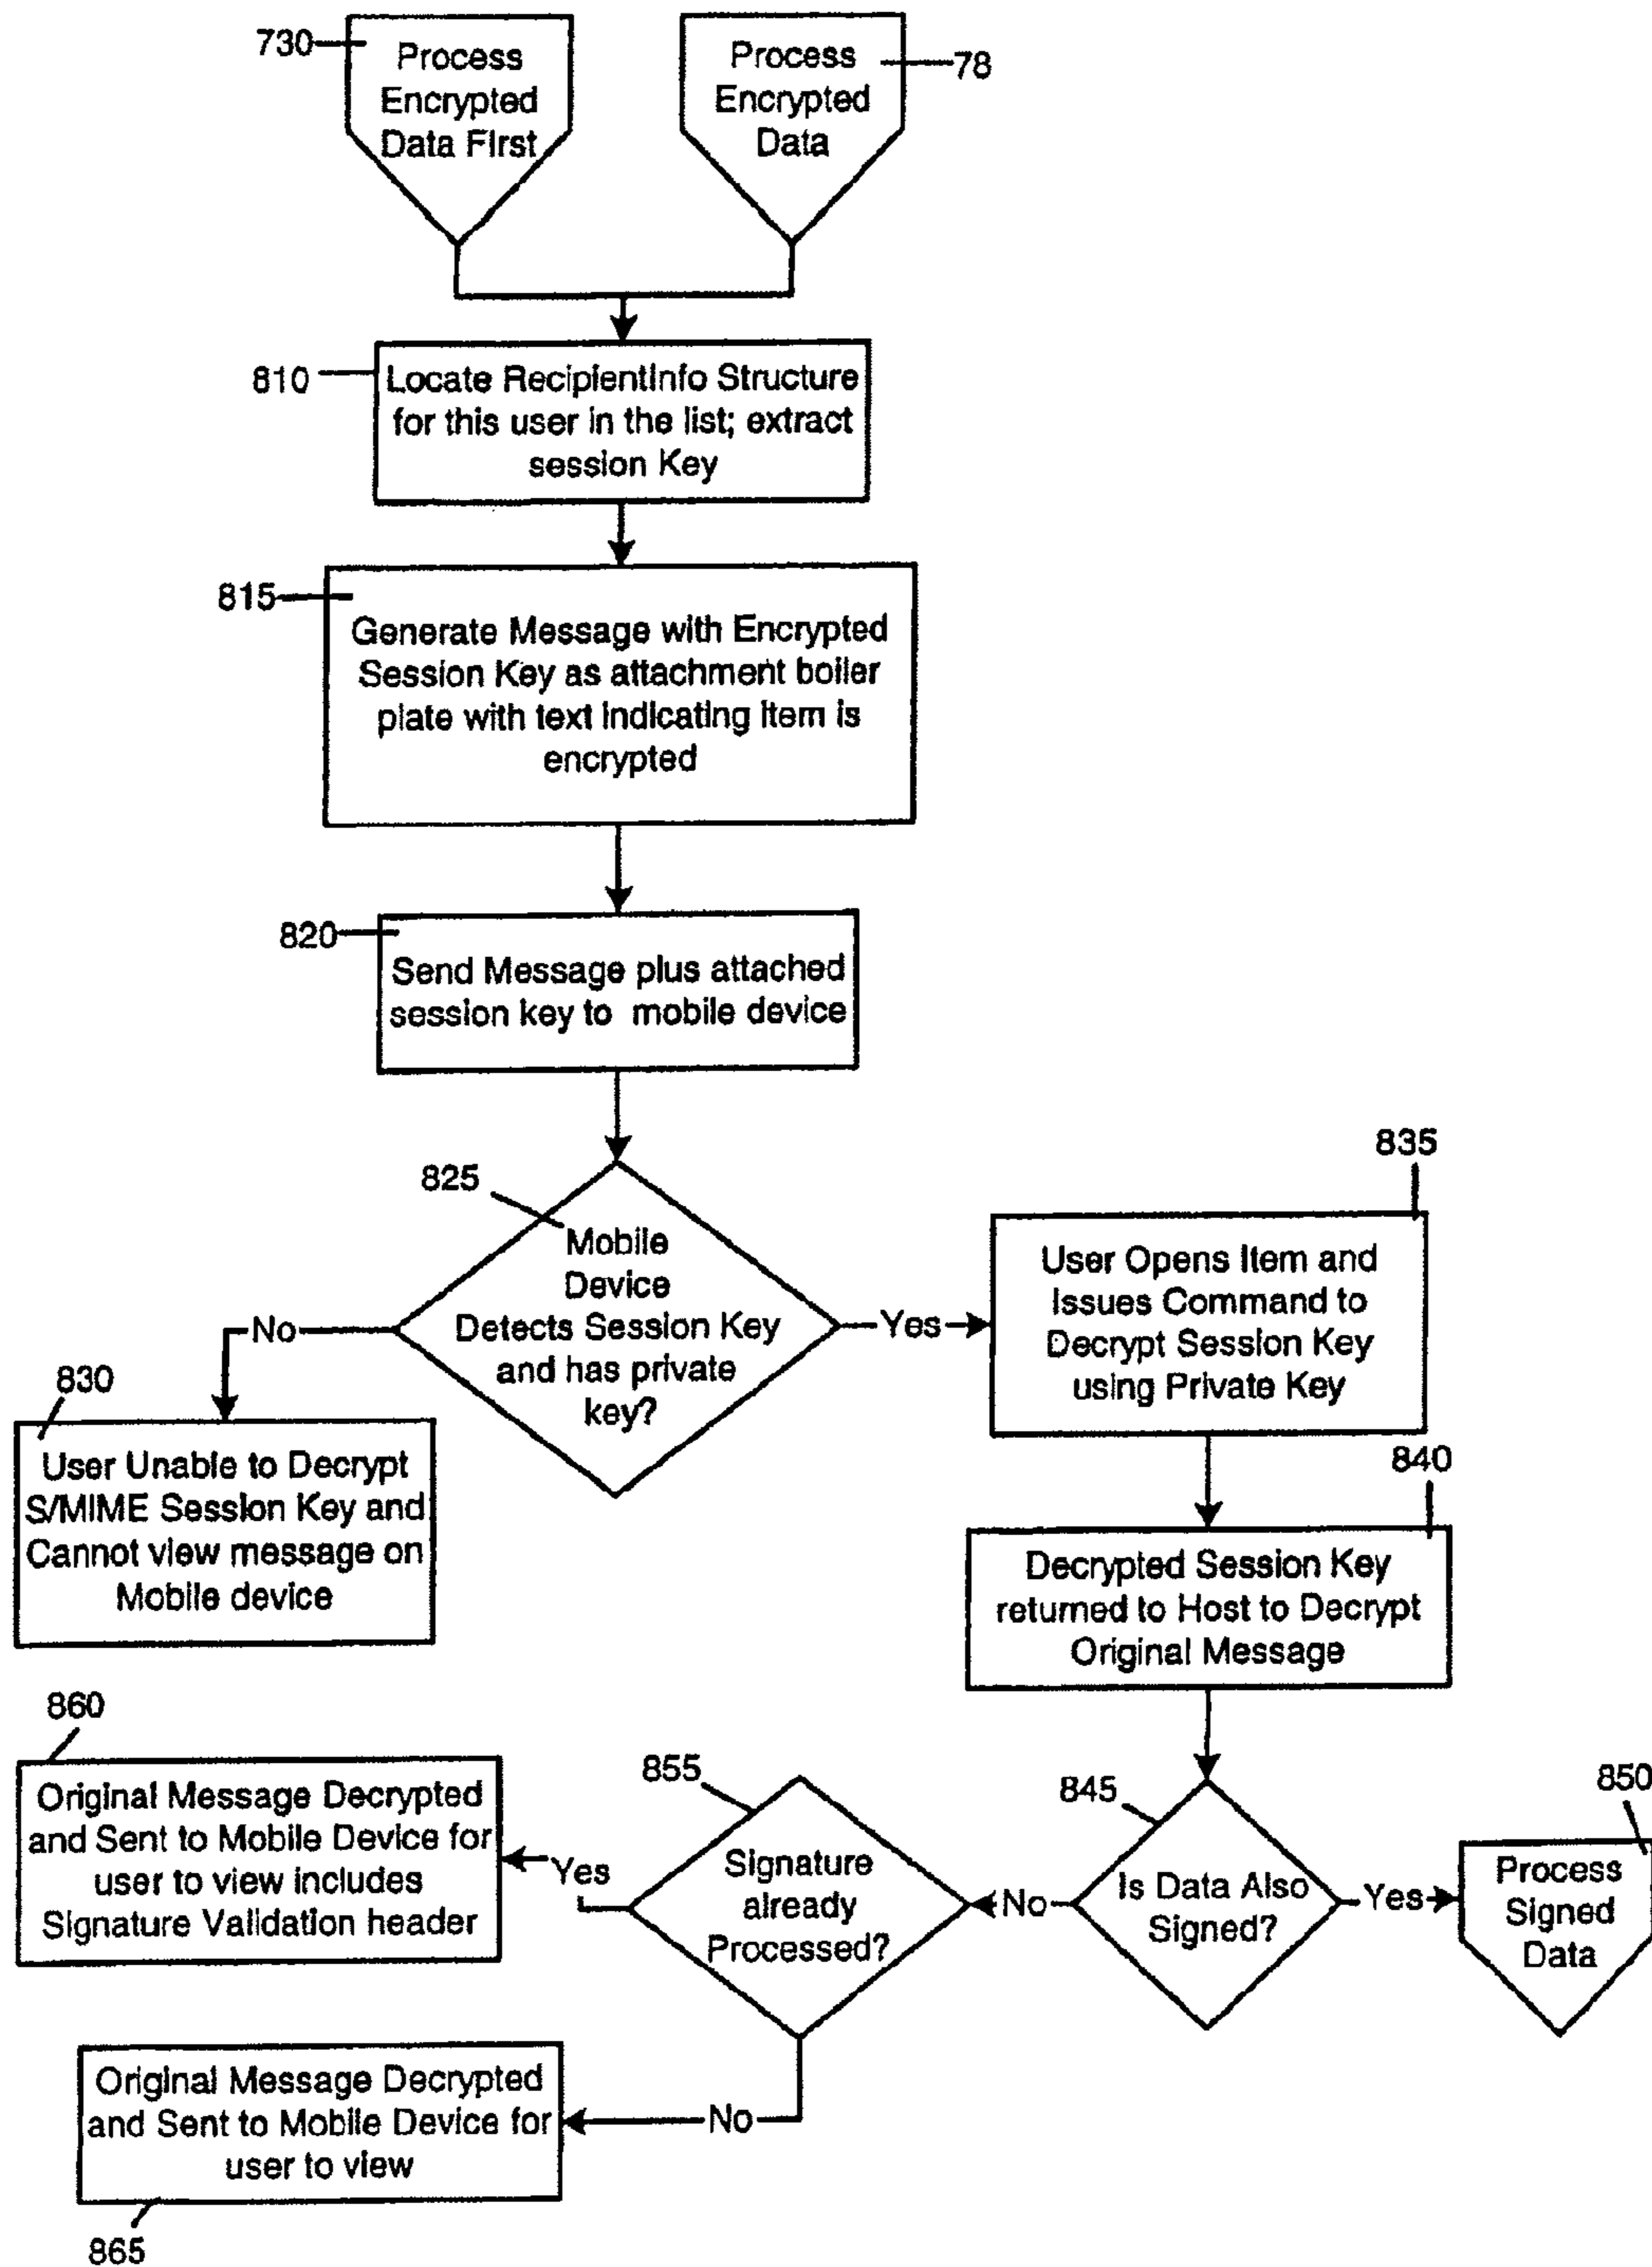 730
Process
Encrypted
Data First
Process
Encrypted
Data
78
810
Locate RecipientInfo Structure
for this user in the list; extract
session Key
815
Generate Message with Encrypted
Session Key as attachment boiler
plate with text indicating item is
encrypted
820
Send Message plus attached
session key to mobile device
825
Mobile
Device
Detects Session Key
and has private
key?
No
Yes
830
User Unable to Decrypt
S/MIME Session Key and
Cannot view message on
Mobile device
835
User Opens Item and
Issues Command to
Decrypt Session Key
using Private Key
840
Decrypted Session Key
returned to Host to Decrypt
Original Message
845
Is Data Also
Signed?
Yes
850
Process
Signed
Data
No
855
Signature
already
Processed?
Yes
860
Original Message Decrypted
and Sent to Mobile Device for
user to view includes
Signature Validation header
No
Original Message Decrypted
and Sent to Mobile Device for
user to view
865